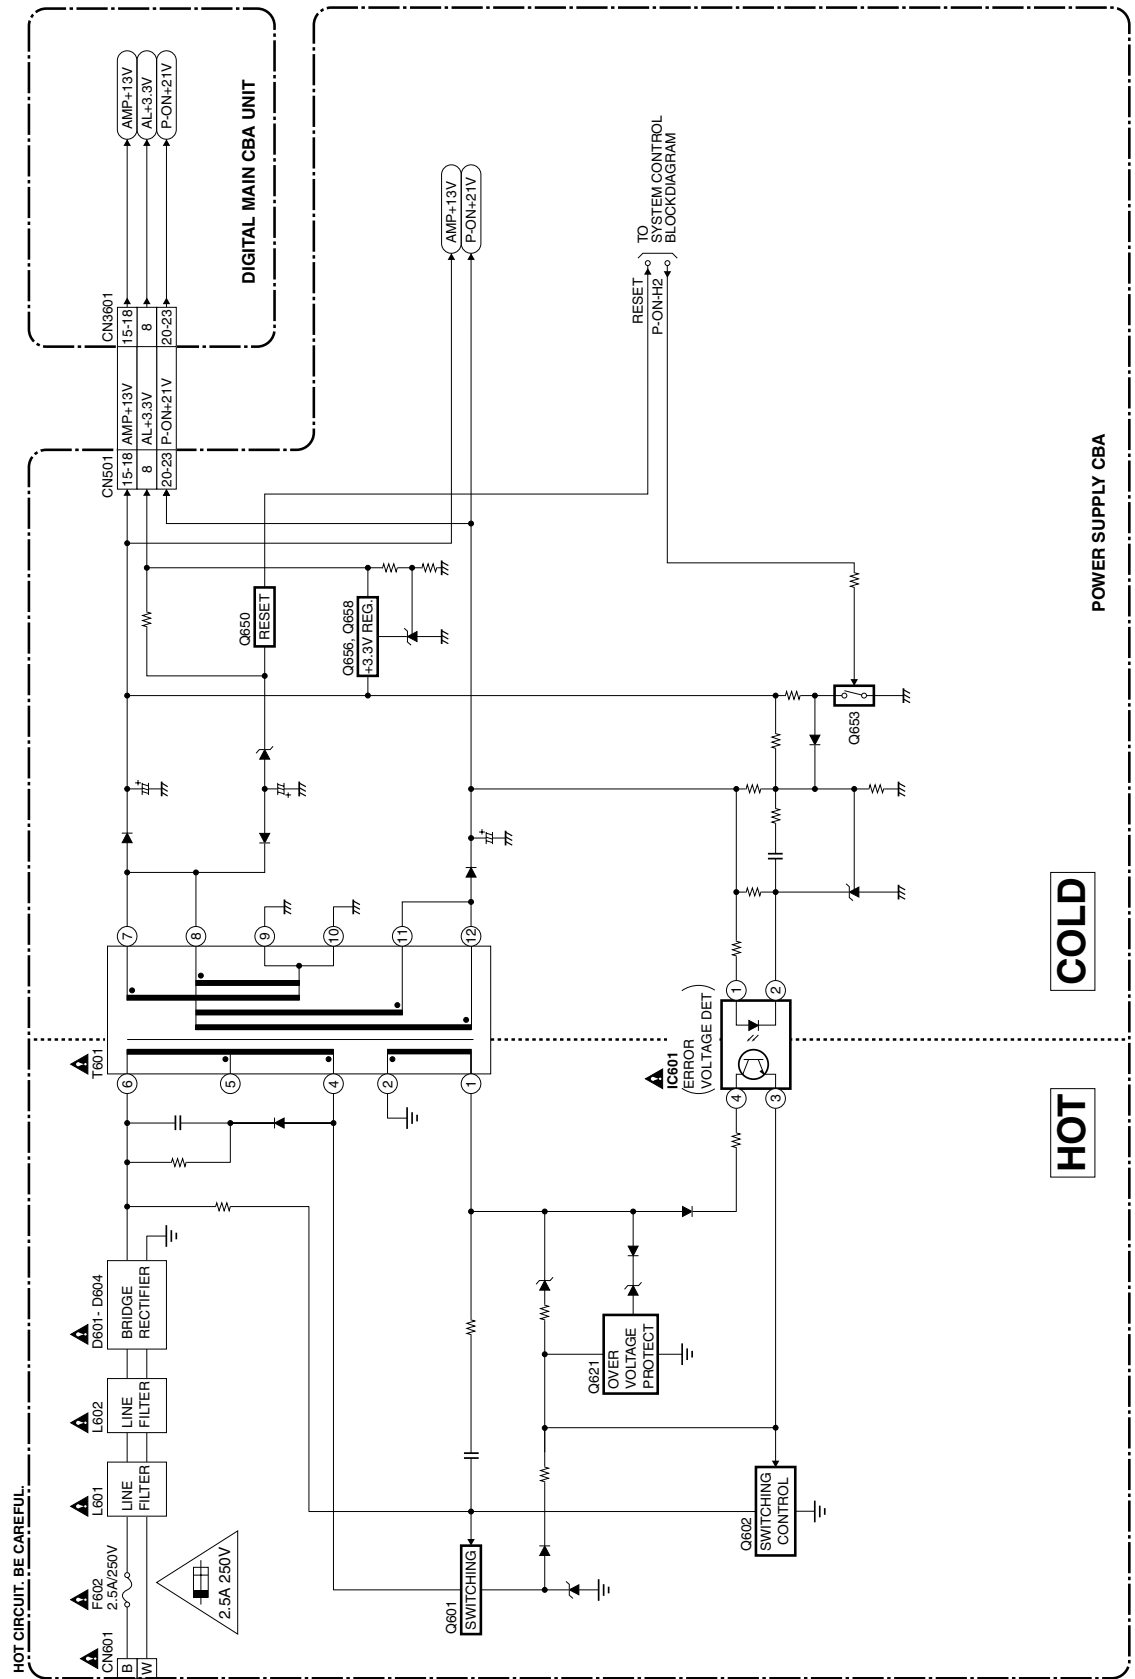 HOT CIRCUIT. BE CAREFUL.
CN601
B
W
F602
2.5A/250V
2.5A 250V
L601
LINE
FILTER
L602
LINE
FILTER
D601- D604
BRIDGE
RECTIFIER
T601
6
5
4
2
1
7
8
9
10
11
12
Q601
SWITCHING
Q602
SWITCHING
CONTROL
Q621
OVER
VOLTAGE
PROTECT
IC601
ERROR
VOLTAGE DET
4
3
1
2
HOT
COLD
Q650
RESET
Q656, Q658
+3.3V REG.
Q653
CN501
15-18
8
20-23
AMP+13V
AL+3.3V
P-ON+21V
CN3601
15-18
8
20-23
AMP+13V
AL+3.3V
P-ON+21V
DIGITAL MAIN CBA UNIT
AMP+13V
P-ON+21V
RESET
P-ON-H2
TO
SYSTEM CONTROL
BLOCKDIAGRAM
POWER SUPPLY CBA